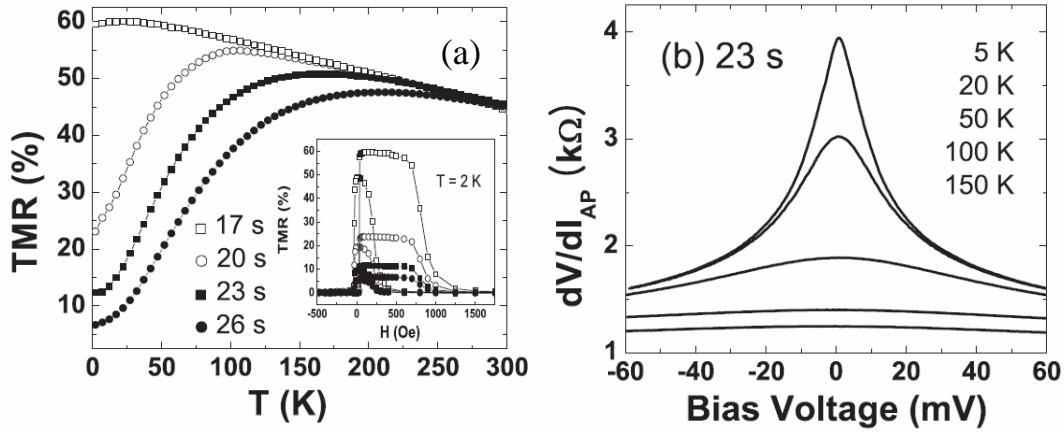 60
50
40
30
20
10
TMR (%)
(a)
17 s
20 s
23 s
26 s
0 50 100 150 200 250 300
T (K)
60
50
40
30
20
10
0
TMR (%)
T = 2 K
-500 0 500 1000 1500
H (Oe)
4
3
2
1
dV/dI_AP (kΩ)
(b) 23 s
5 K
20 K
50 K
100 K
150 K
-60 -40 -20 0 20 40 60
Bias Voltage (mV)